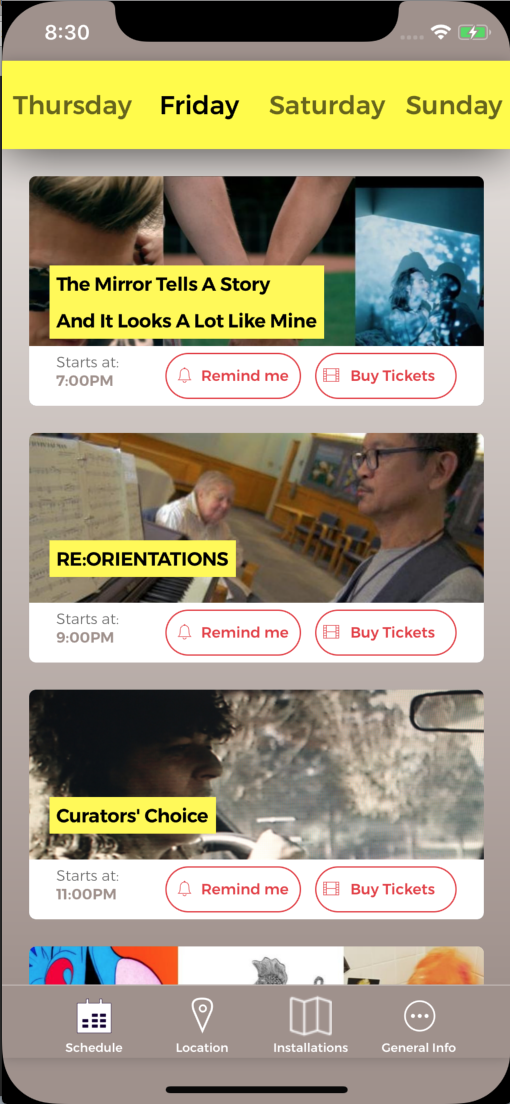 8:30
Thursday Friday Saturday Sunday
The Mirror Tells A Story
And It Looks A Lot Like Mine
Starts at:
7:00PM
Remind me
Buy Tickets
RE:ORIENTATIONS
Starts at:
9:00PM
Remind me
Buy Tickets
Curators' Choice
Starts at:
11:00PM
Remind me
Buy Tickets
Schedule Location Installations General Info